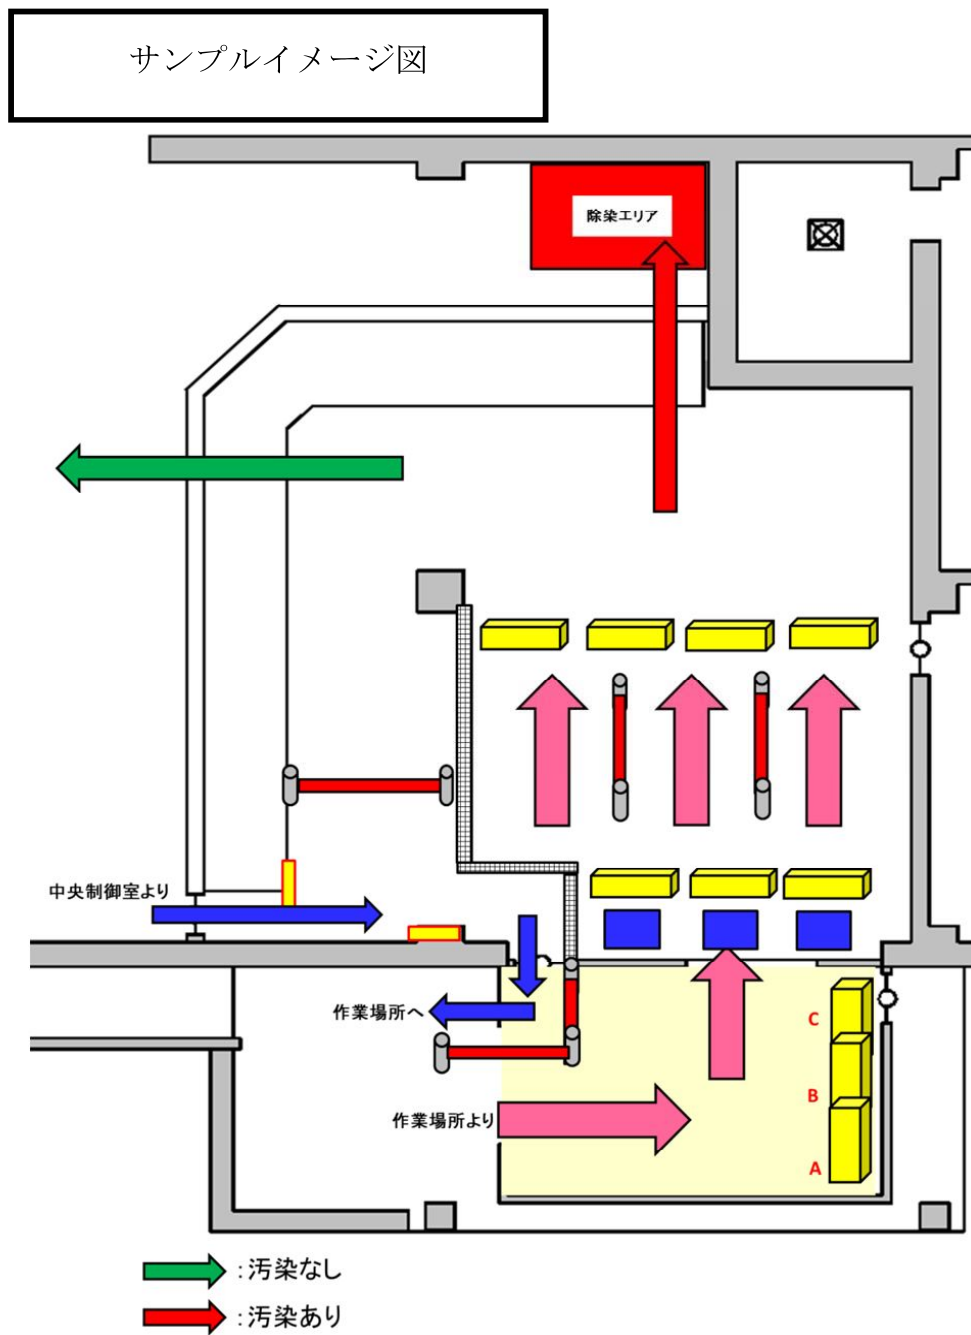 サンプルイメージ図
除染エリア
中央制御室より
作業場所へ
C
B
作業場所より
A
：汚染なし
：汚染あり